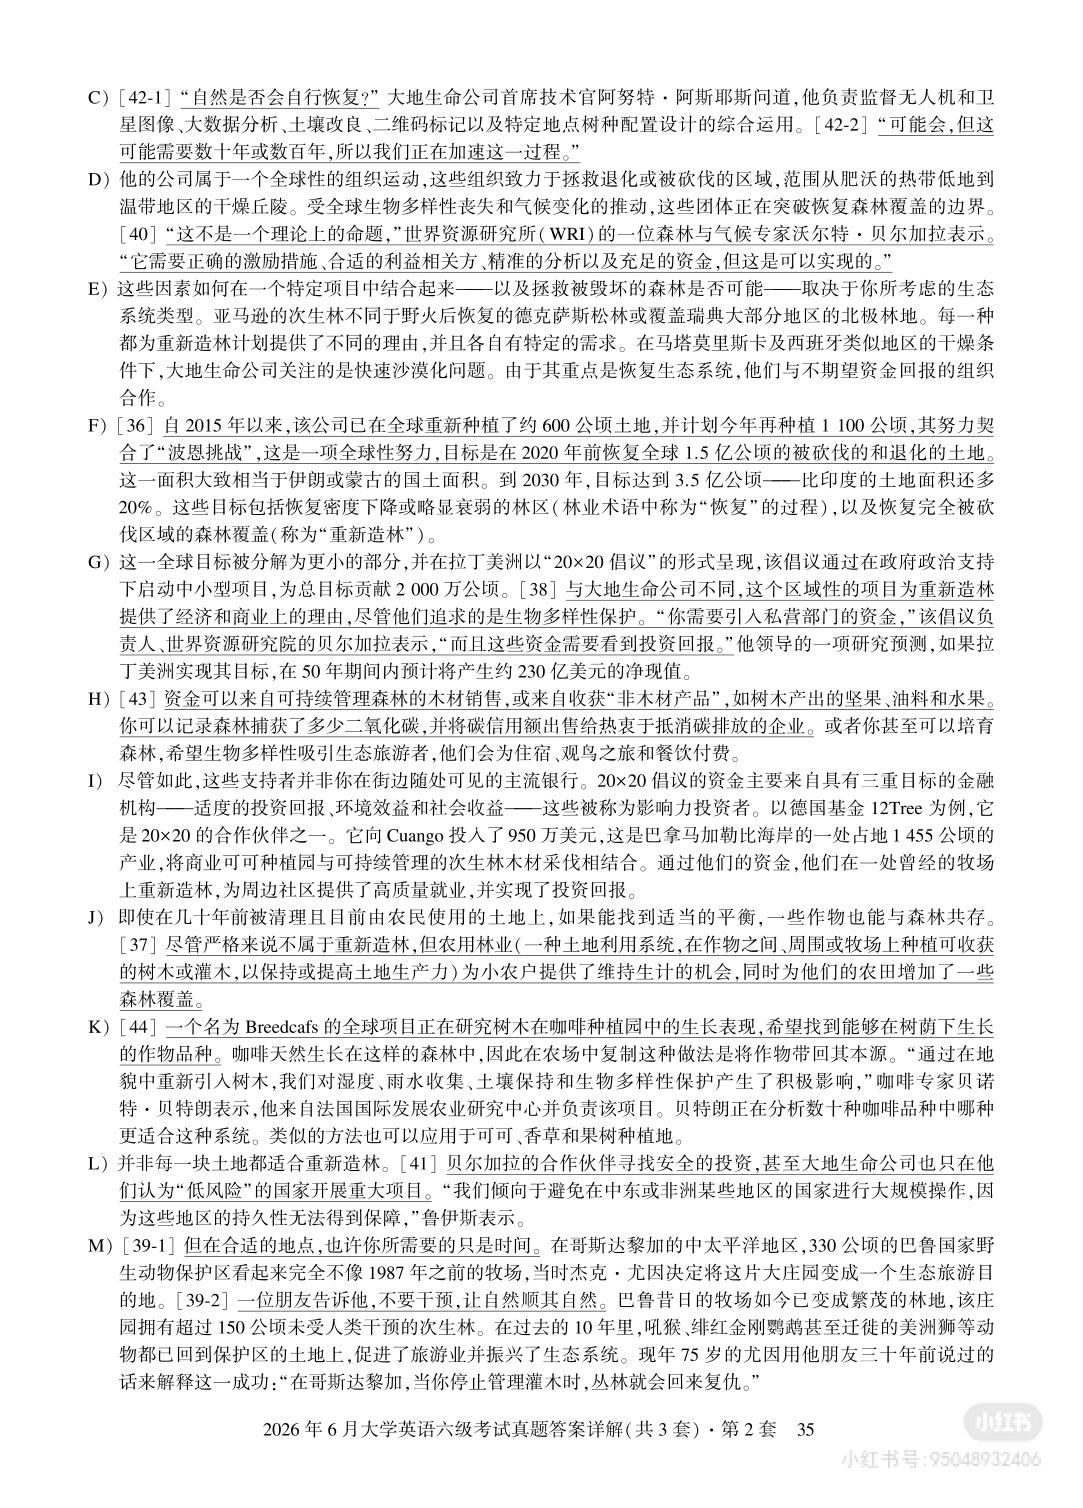 C) [42-1] “自然是否会自行恢复?” 大地生命公司首席技术官阿努特·阿斯耶斯问道,他负责监督无人机和卫
星图像、大数据分析、土壤改良、二维码标记以及特定地点树种配置设计的综合运用。[42-2] “可能会,但这
可能需要数十年或数百年,所以我们正在加速这一过程。”
D) 他的公司属于一个全球性的组织运动,这些组织致力于拯救退化或被砍伐的区域,范围从肥沃的热带低地到
温带地区的干燥丘陵。受全球生物多样性丧失和气候变化的推动,这些团体正在突破恢复森林覆盖的边界。
[40] “这不是一个理论上的命题,”世界资源研究所(WRI)的一位森林与气候专家沃尔特·贝尔加拉表示。
“它需要正确的激励措施、合适的利益相关方、精准的分析以及充足的资金,但这是可以实现的。”
E) 这些因素如何在一个特定项目中结合起来——以及拯救被毁坏的森林是否可能——取决于你所考虑的生态
系统类型。亚马逊的次生林不同于野火后恢复的德克萨斯松林或覆盖瑞典大部分地区的北极林地。每一种
都为重新造林计划提供了不同的理由,并且各自有特定的需求。在马塔莫里斯卡及西班牙类似地区的干燥条
件下,大地生命公司关注的是快速沙漠化问题。由于其重点是恢复生态系统,他们与不期望资金回报的组织
合作。
F) [36] 自 2015 年以来,该公司已在全球重新种植了约 600 公顷土地,并计划今年再种植 1 100 公顷,其努力契
合了“波恩挑战”,这是一项全球性努力,目标是在 2020 年前恢复全球 1.5 亿公顷的被砍伐的和退化的土地。
这一面积大致相当于伊朗或蒙古的国土面积。到 2030 年,目标达到 3.5 亿公顷——比印度的土地面积还多
20%。这些目标包括恢复密度下降或略显衰弱的林区(林业术语中称为“恢复”的过程),以及恢复完全被砍
伐区域的森林覆盖(称为“重新造林”)。
G) 这一全球目标被分解为更小的部分,并在拉丁美洲以“20×20 倡议”的形式呈现,该倡议通过在政府政治支持
下启动中小型项目,为总目标贡献 2 000 万公顷。[38] 与大地生命公司不同,这个区域性的项目为重新造林
提供了经济和商业上的理由,尽管他们追求的是生物多样性保护。“你需要引入私营部门的资金,”该倡议负
责人、世界资源研究院的贝尔加拉表示,“而且这些资金需要看到投资回报。”他领导的一项研究预测,如果拉
丁美洲实现其目标,在 50 年期间内预计将产生约 230 亿美元的净现值。
H) [43] 资金可以来自可持续管理森林的木材销售,或来自收获“非木材产品”,如树木产出的坚果、油料和水果。
你可以记录森林捕获了多少二氧化碳,并将碳信用额出售给热衷于抵消碳排放的企业。或者你甚至可以培育
森林,希望生物多样性吸引生态旅游者,他们会为住宿、观鸟之旅和餐饮付费。
I) 尽管如此,这些支持者并非你在街边随处可见的主流银行。20×20 倡议的资金主要来自具有三重目标的金融
机构——适度的投资回报、环境效益和社会收益——这些被称为影响力投资者。以德国基金 12Tree 为例,它
是 20×20 的合作伙伴之一。它向 Cuango 投入了 950 万美元,这是巴拿马加勒比海岸的一处占地 1 455 公顷的
产业,将商业可可种植园与可持续管理的次生林木材采伐相结合。通过他们的资金,他们在一处曾经的牧场
上重新造林,为周边社区提供了高质量就业,并实现了投资回报。
J) 即使在几十年前被清理且目前由农民使用的土地上,如果能找到适当的平衡,一些作物也能与森林共存。
[37] 尽管严格来说不属于重新造林,但农用林业(一种土地利用系统,在作物之间、周围或牧场上种植可收获
的树木或灌木,以保持或提高土地生产力)为小农户提供了维持生计的机会,同时为他们的农田增加了一些
森林覆盖。
K) [44] 一个名为 Breedcafs 的全球项目正在研究树木在咖啡种植园中的生长表现,希望找到能够在树荫下生长
的作物品种。咖啡天然生长在这样的森林中,因此在农场中复制这种做法是将作物带回其本源。“通过在地
貌中重新引入树木,我们对湿度、雨水收集、土壤保持和生物多样性保护产生了积极影响,”咖啡专家贝诺
特·贝特朗表示,他来自法国国际发展农业研究中心并负责该项目。贝特朗正在分析数十种咖啡品种中哪种
更适合这种系统。类似的方法也可以应用于可可、香草和果树种植地。
L) 并非每一块土地都适合重新造林。[41] 贝尔加拉的合作伙伴寻找安全的投资,甚至大地生命公司也只在他
们认为“低风险”的国家开展重大项目。“我们倾向于避免在中东或非洲某些地区的国家进行大规模操作,因
为这些地区的持久性无法得到保障,”鲁伊斯表示。
M) [39-1] 但在合适的地点,也许你所需要的只是时间。在哥斯达黎加的中太平洋地区,330 公顷的巴鲁国家野
生动物保护区看起来完全不像 1987 年之前的牧场,当时杰克·尤因决定将这片大庄园变成一个生态旅游目
的地。[39-2] 一位朋友告诉他,不要干预,让自然顺其自然。巴鲁昔日的牧场如今已变成繁茂的林地,该庄
园拥有超过 150 公顷未受人类干预的次生林。在过去的 10 年里,吼猴、绯红金刚鹦鹉甚至迁徙的美洲狮等动
物都已回到保护区的土地上,促进了旅游业并振兴了生态系统。现年 75 岁的尤因用他朋友三十年前说过的
话来解释这一成功:“在哥斯达黎加,当你停止管理灌木时,丛林就会回来复仇。”
2026 年 6 月大学英语六级考试真题答案详解(共 3 套)·第 2 套 35
小红书
小红书号:95048932406